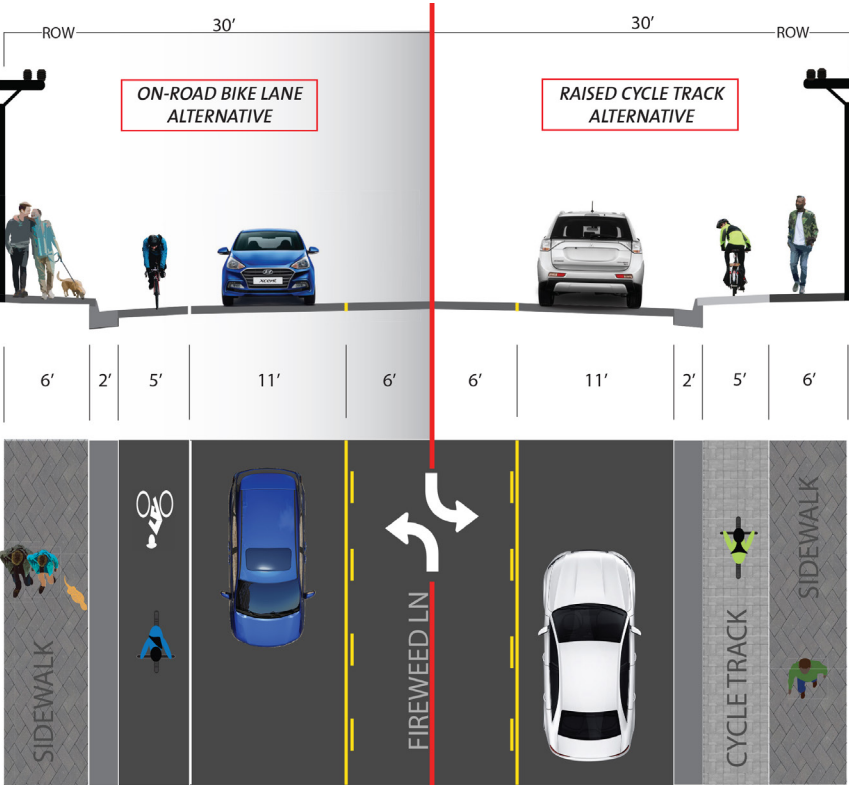 30’
30’
ROW
ROW
ON-ROAD BIKE LANE
ALTERNATIVE
RAISED CYCLE TRACK
ALTERNATIVE
XCENT
6’
2’
5’
11’
6’
6’
11’
2’
5’
6’
SIDEWALK
FIREWEED LN
CYCLE TRACK
SIDEWALK